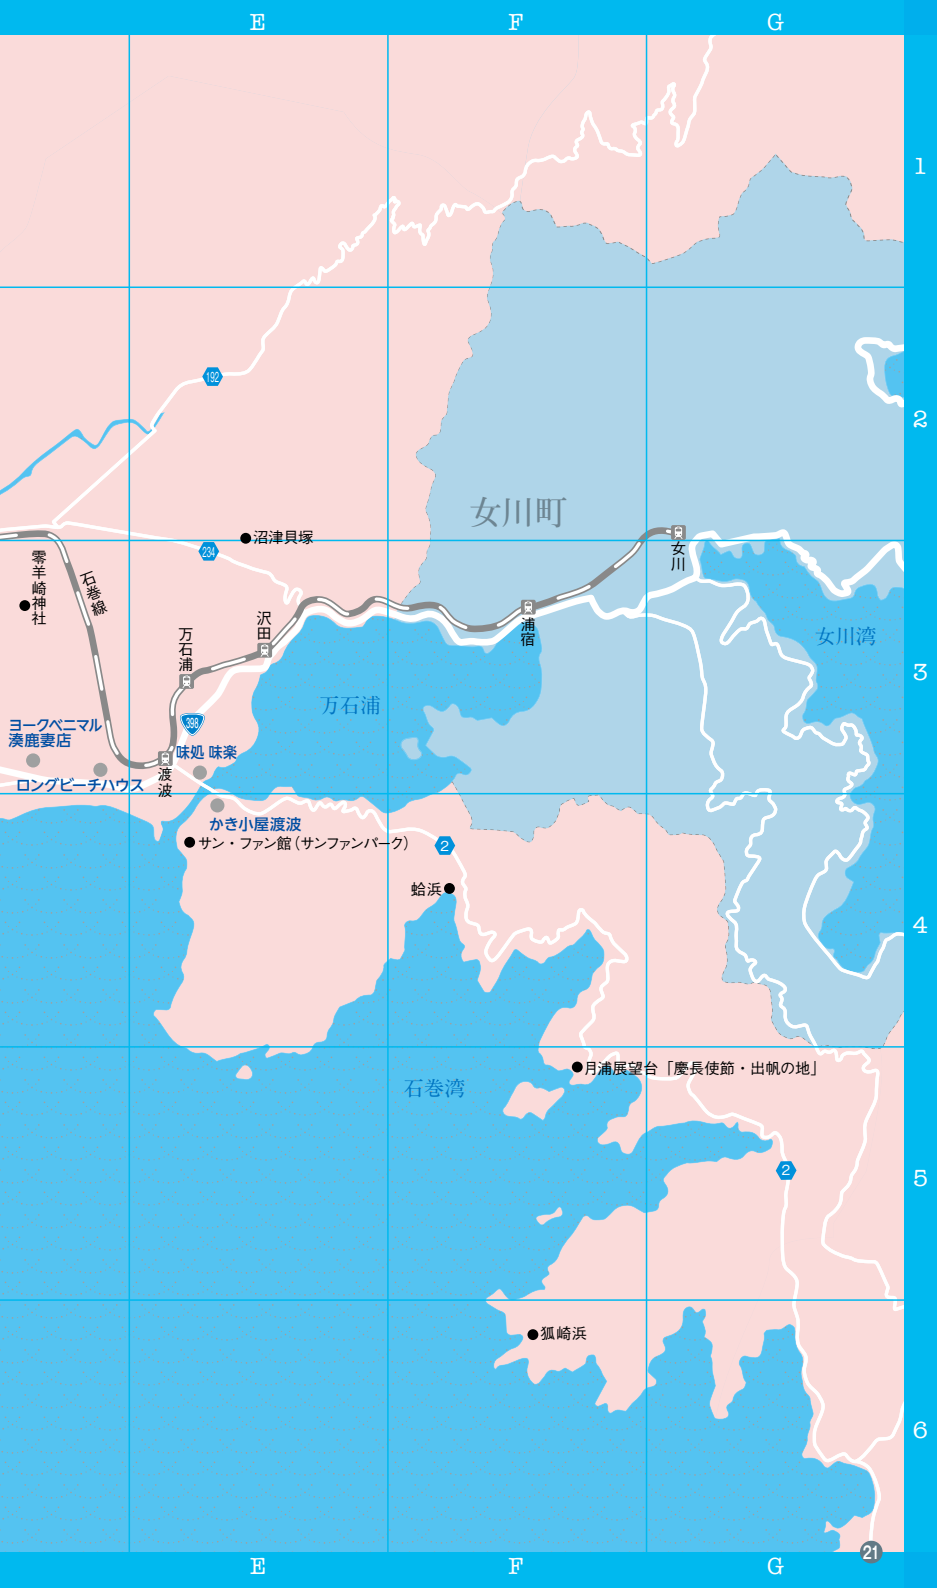 E
F
G
1
192
2
女川町
沼津貝塚
234
女川
零羊崎神社
石巻線
沢田
浦宿
万石浦
女川湾
3
万石浦
398
ヨークベニマル
湊鹿妻店
味処 味楽
渡波
ロングビーチハウス
かき小屋渡波
サン・ファン館（サンファンパーク）
2
蛤浜
4
月浦展望台「慶長使節・出帆の地」
石巻湾
2
5
狐崎浜
6
21
E
F
G